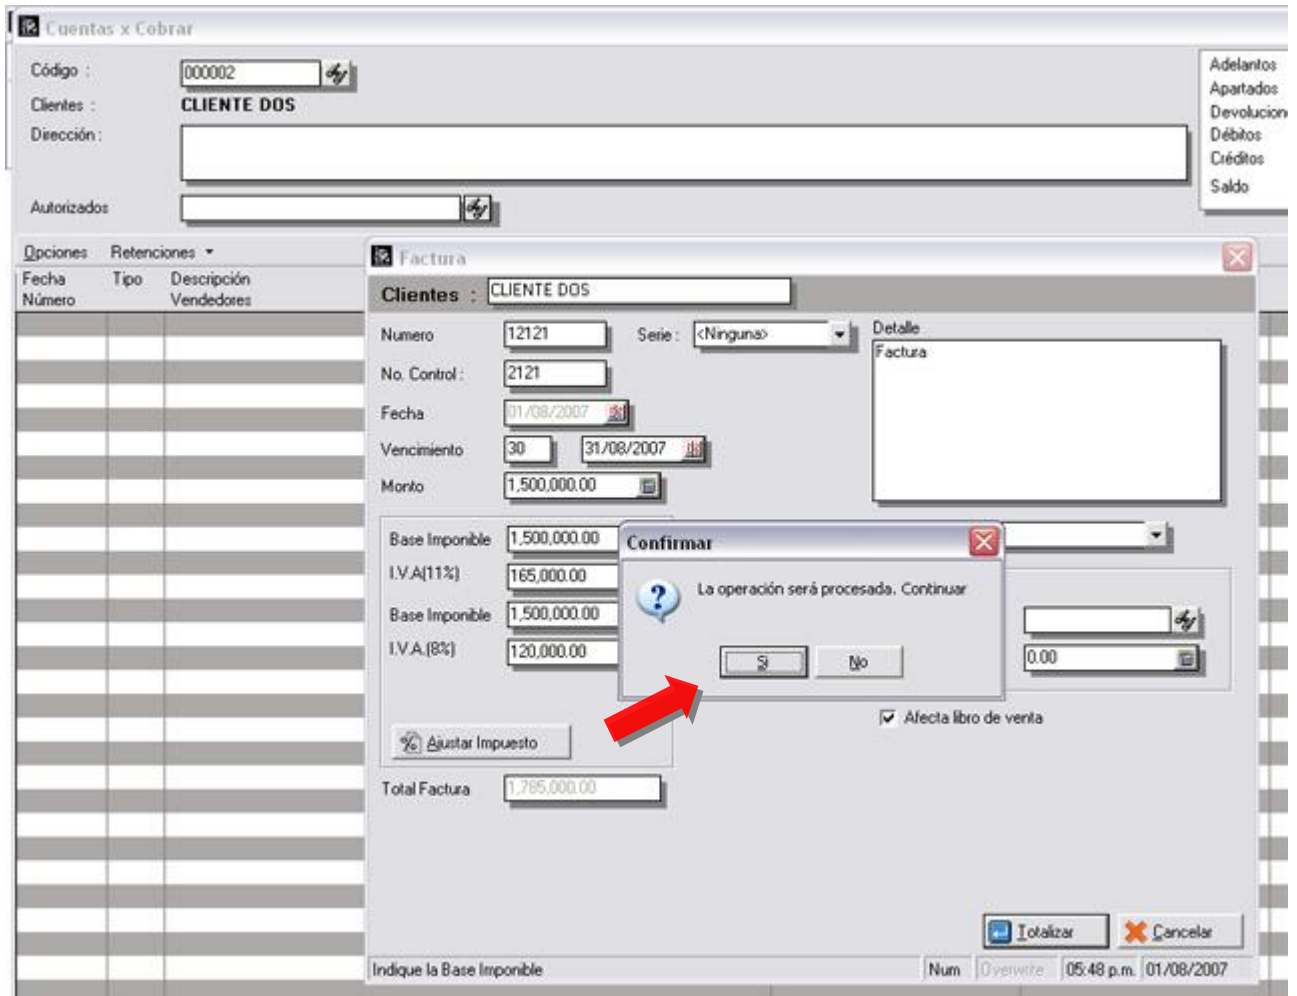 Cuentas x Cobrar
Código :
000002
Clientes :
CLIENTE DOS
Dirección :
Autorizados
Adelantos
Apartados
Devolucion
Débitos
Créditos
Saldo
Opciones Retenciones
Fecha Tipo Descripción
Número Vendedores
Factura
Clientes : CLIENTE DOS
Numero 12121 Serie : <Ninguna> Detalle
Factura
No. Control : 2121
Fecha 01/08/2007
Vencimiento 30 31/08/2007
Monto 1,500,000.00
Base Imponible 1,500,000.00
I.V.A(11%) 165,000.00
Base Imponible 1,500,000.00
I.V.A.(8%) 120,000.00
Confirmar
La operación será procesada. Continuar
Si No
0.00
Afecta libro de venta
Ajustar Impuesto
Total Factura 1,785,000.00
Totalizar Cancelar
Indique la Base Imponible Num Overwrite 05:48 p.m. 01/08/2007